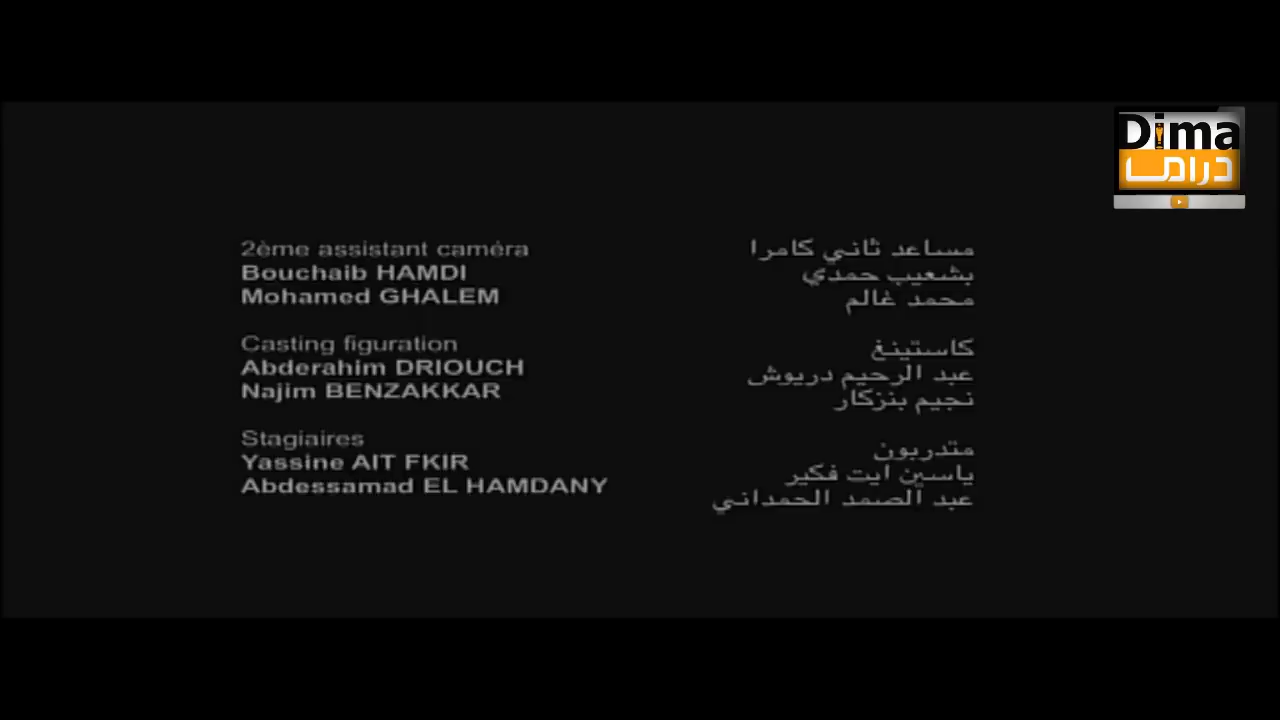 Dima
دراما
2ème assistant caméra
Bouchaib HAMDI
Mohamed GHALEM
Casting figuration
Abderahim DRIOUCH
Najim BENZAKKAR
Stagiaires
Yassine AIT FKIR
Abdessamad EL HAMDANY
مساعد ثاني كامرا
بشعيب حمدي
محمد غالم
كاستينغ
عبد الرحيم دريوش
نجيم بنزكار
متدربون
ياسين ايت فكير
عبد الصمد الحمداني